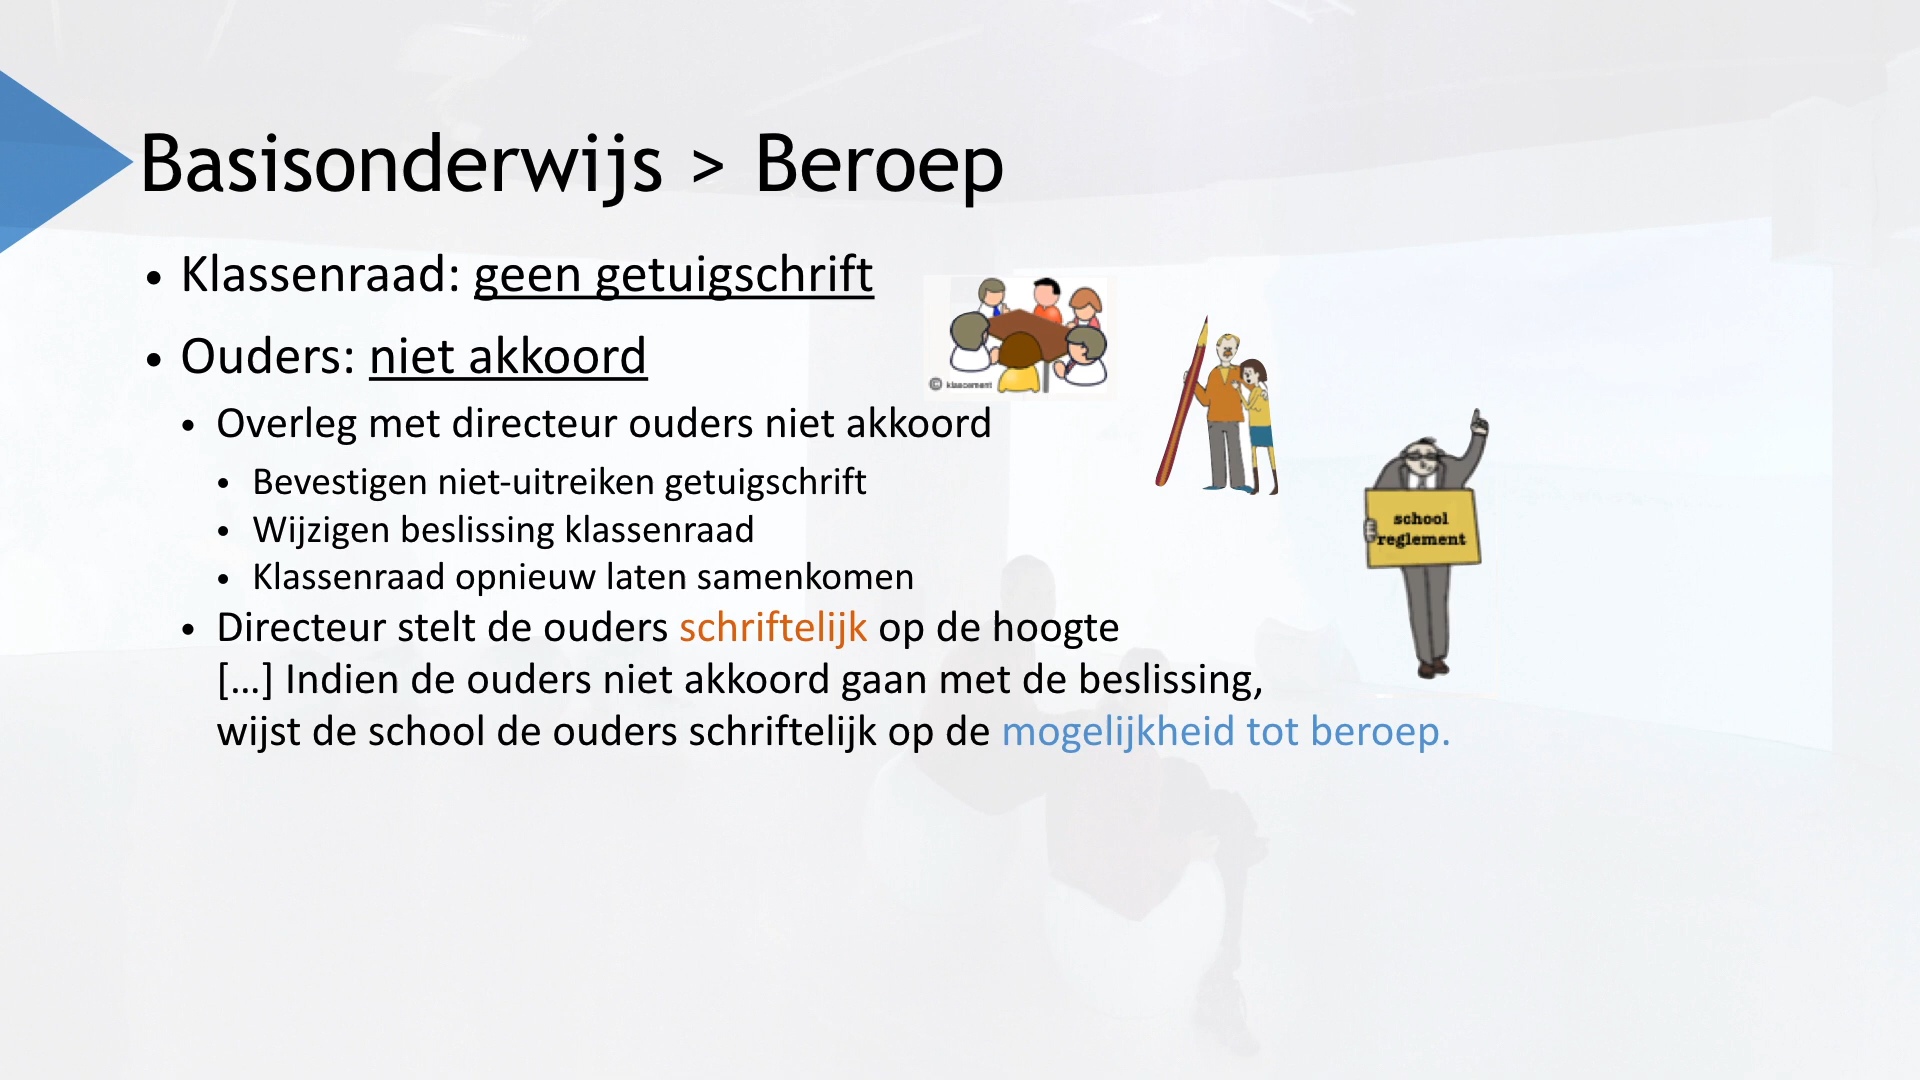 Basisonderwijs > Beroep
• Klassenraad: geen getuigschrift
• Ouders: niet akkoord
© klascement
• Overleg met directeur ouders niet akkoord
• Bevestigen niet-uitreiken getuigschrift
• Wijzigen beslissing klassenraad
• Klassenraad opnieuw laten samenkomen
school
reglement
• Directeur stelt de ouders schriftelijk op de hoogte
[…] Indien de ouders niet akkoord gaan met de beslissing,
wijst de school de ouders schriftelijk op de mogelijkheid tot beroep.